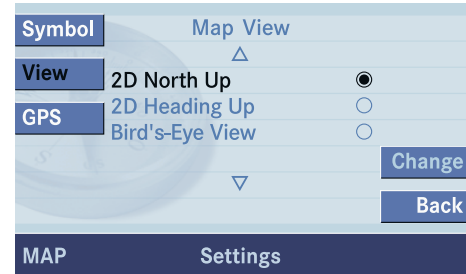 Symbol
Map View
View
2D North Up
2D Heading Up
GPS
Bird's-Eye View
Change
Back
MAP
Settings